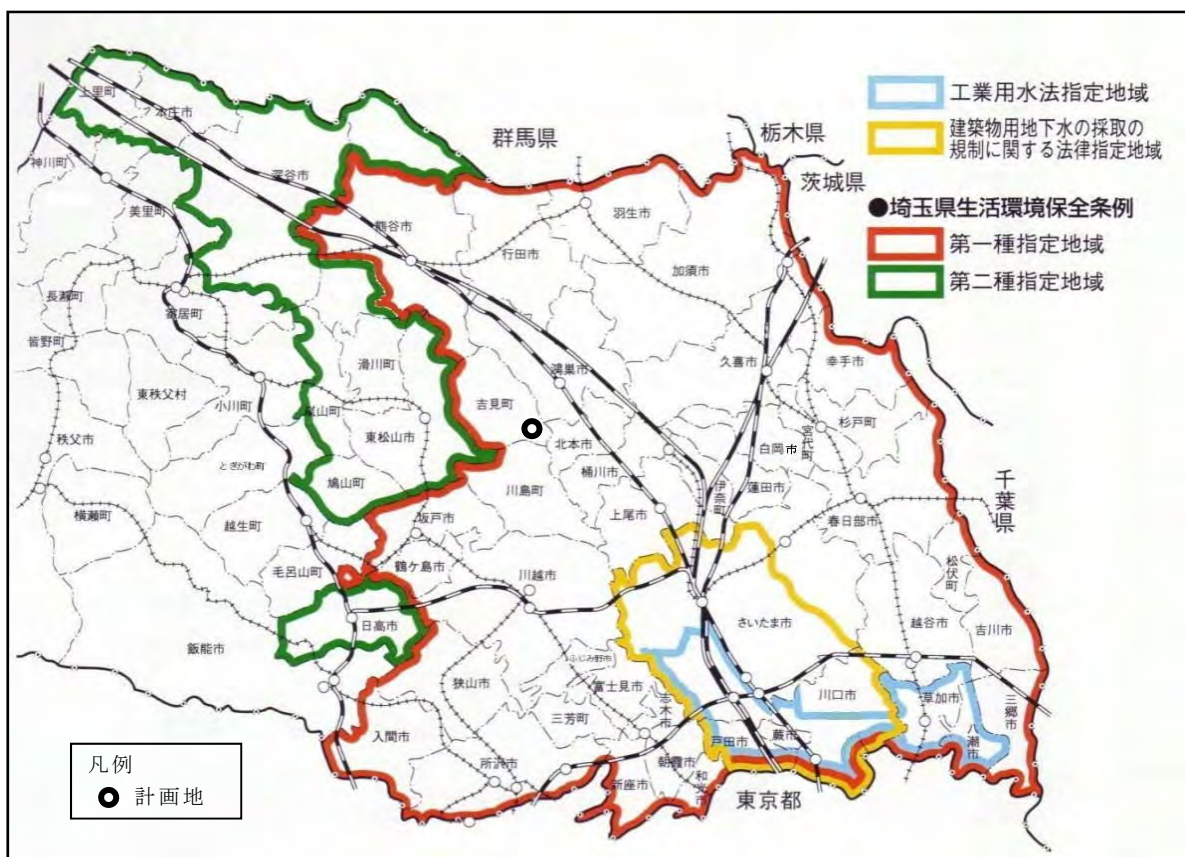 工業用水法指定地域
建築物用地下水の採取の
規制に関する法律指定地域
●埼玉県生活環境保全条例
第一種指定地域
第二種指定地域
群馬県
栃木県
茨城県
千葉県
東京都
上里町
本庄市
神川町
深谷市
美里町
熊谷市
行田市
羽生市
加須市
長瀞町
寄居町
皆野町
滑川町
鴻巣市
久喜市
幸手市
東秩父村
小川町
嵐山町
東松山市
吉見町
北本市
白岡市
宮代町
杉戸町
秩父市
ときがわ町
鳩山町
桶川市
川島町
伊奈町
蓮田市
横瀬町
越生町
坂戸市
上尾市
春日部市
松伏町
毛呂山町
鶴ケ島市
川越市
日高市
さいたま市
越谷市
吉川市
飯能市
狭山市
ふじみ野市
富士見市
志木市
川口市
草加市
三郷市
八潮市
三芳町
入間市
戸田市
蕨市
所沢市
朝霞市
新座市
和光市
凡例
計画地